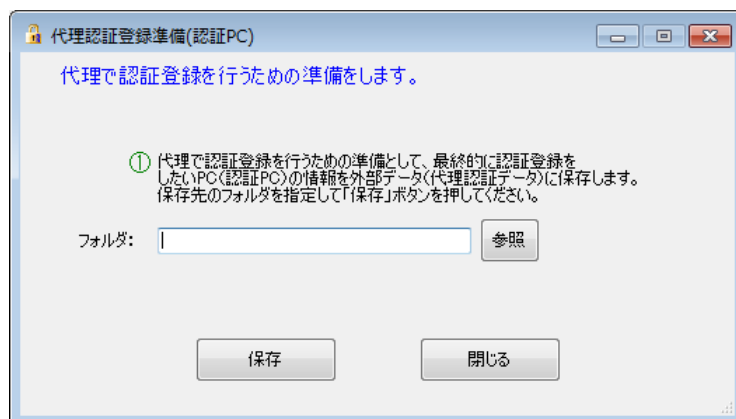 代理認証登録準備(認証PC)
代理で認証登録を行うための準備をします。
① 代理で認証登録を行うための準備として、最終的に認証登録を
したいPC(認証PC)の情報を外部データ(代理認証データ)に保存します。
保存先のフォルダを指定して「保存」ボタンを押してください。
フォルダ: 参照
保存 閉じる